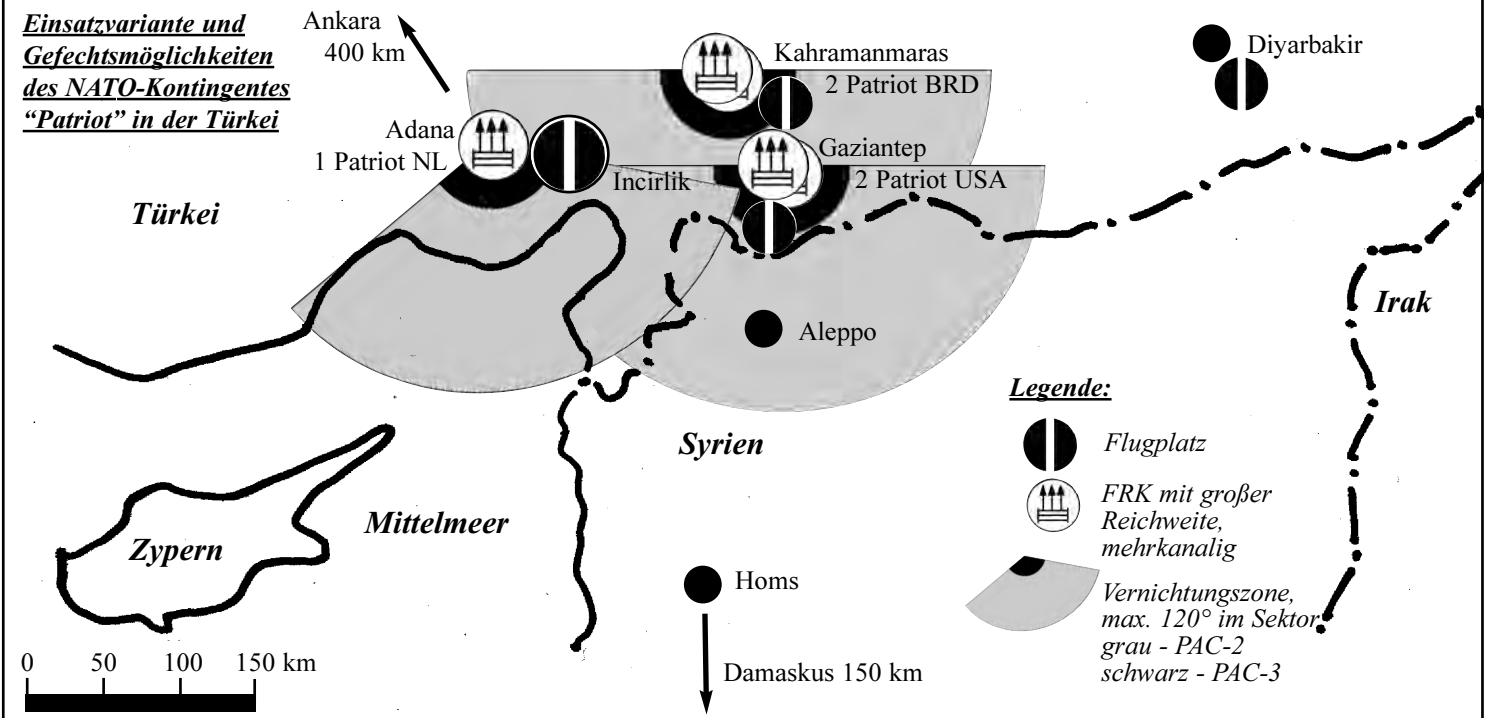 Einsatzvariante und
Gefechtsmöglichkeiten
des NATO-Kontingentes
“Patriot” in der Türkei
Ankara
400 km
Kahramanmaras
2 Patriot BRD
Diyarbakir
Adana
1 Patriot NL
Incirlik
Gaziantep
2 Patriot USA
Türkei
Irak
Aleppo
Syrien
Mittelmeer
Zypern
Homs
Damaskus 150 km
Legende:
Flugplatz
FRK mit großer
Reichweite,
mehrkanalig
Vernichtungszone,
max. 120° im Sektor
grau - PAC-2
schwarz - PAC-3
0 50 100 150 km